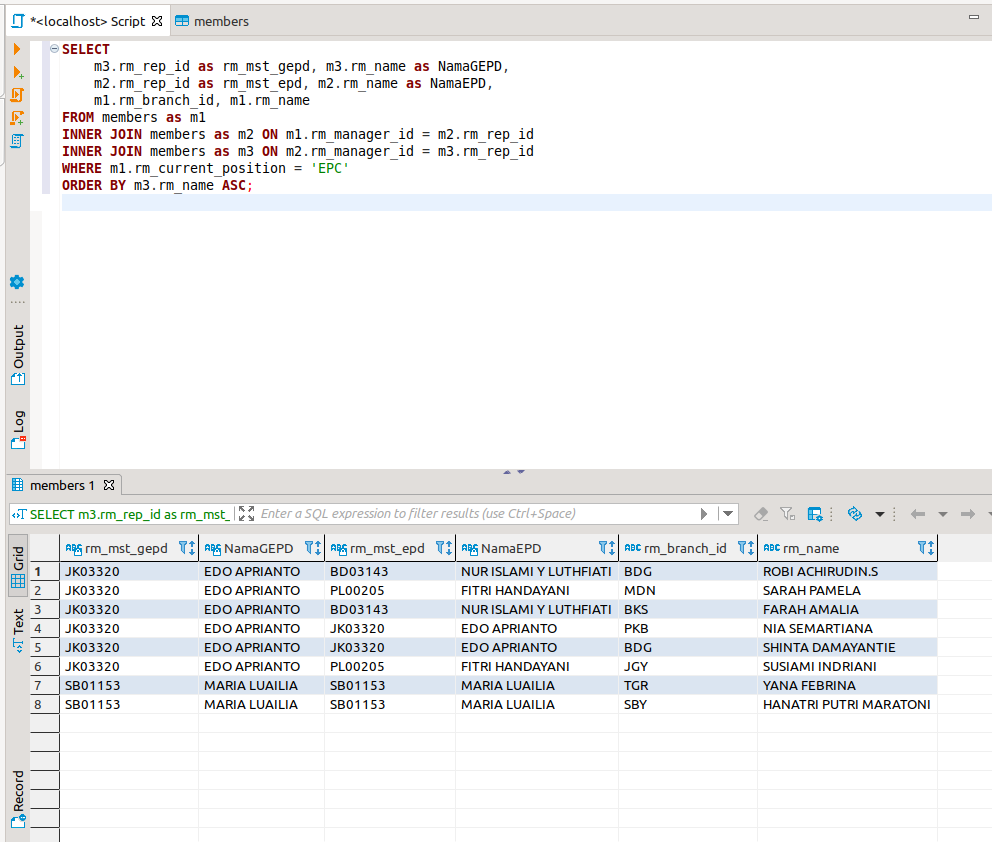 *<localhost> Script
members
SELECT
m3.rm_rep_id as rm_mst_gepd, m3.rm_name as NamaGEPD,
m2.rm_rep_id as rm_mst_epd, m2.rm_name as NamaEPD,
m1.rm_branch_id, m1.rm_name
FROM members as m1
INNER JOIN members as m2 ON m1.rm_manager_id = m2.rm_rep_id
INNER JOIN members as m3 ON m2.rm_manager_id = m3.rm_rep_id
WHERE m1.rm_current_position = 'EPC'
ORDER BY m3.rm_name ASC;
Output
Log
members 1
SELECT m3.rm_rep_id as rm_mst_ Enter a SQL expression to filter results (use Ctrl+Space)
Grid
Text
Record
ABC rm_mst_gepd ABC NamaGEPD ABC rm_mst_epd ABC NamaEPD ABC rm_branch_id ABC rm_name
1 JK03320 EDO APRIANTO BD03143 NUR ISLAMI Y LUTHFIATI BDG ROBI ACHIRUDIN.S
2 JK03320 EDO APRIANTO PL00205 FITRI HANDAYANI MDN SARAH PAMELA
3 JK03320 EDO APRIANTO BD03143 NUR ISLAMI Y LUTHFIATI BKS FARAH AMALIA
4 JK03320 EDO APRIANTO JK03320 EDO APRIANTO PKB NIA SEMARTIANA
5 JK03320 EDO APRIANTO JK03320 EDO APRIANTO BDG SHINTA DAMAYANTIE
6 JK03320 EDO APRIANTO PL00205 FITRI HANDAYANI JGY SUSIAMI INDRIANI
7 SB01153 MARIA LUAILIA SB01153 MARIA LUAILIA TGR YANA FEBRINA
8 SB01153 MARIA LUAILIA SB01153 MARIA LUAILIA SBY HANATRI PUTRI MARATONI